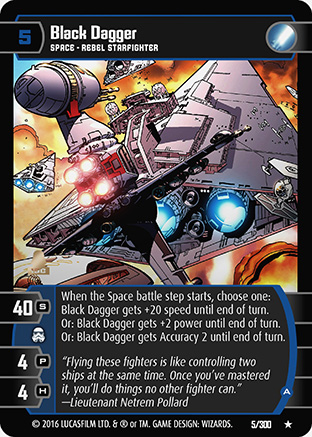 5
Black Dagger
SPACE • REBEL STARFIGHTER
40 S
4 P
4 H
When the Space battle step starts, choose one:
Black Dagger gets +20 speed until end of turn.
Or: Black Dagger gets +2 power until end of turn.
Or: Black Dagger gets Accuracy 2 until end of turn.
“Flying these fighters is like controlling two
ships at the same time. Once you’ve mastered
it, you’ll do things no other fighter can.”
—Lieutenant Netrem Pollard
A
© 2016 LUCASFILM LTD. & ® OR TM. GAME DESIGN: WIZARDS.
5/300